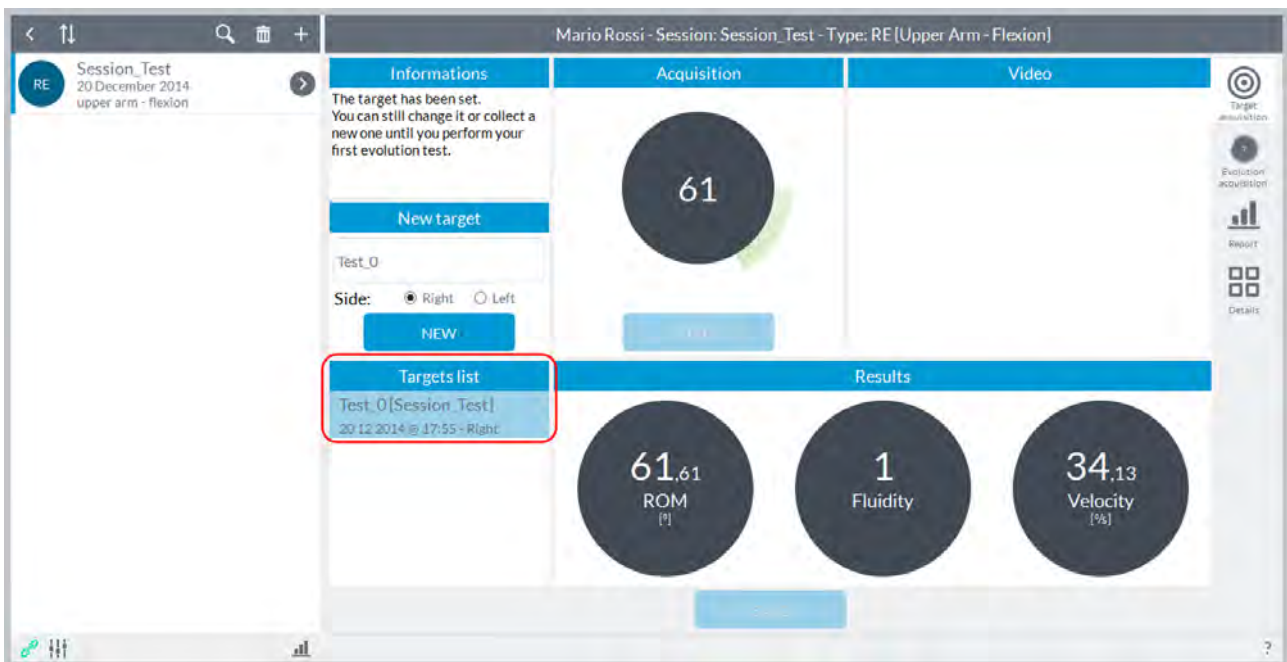 Mario Rossi - Session: Session_Test - Type: RE [Upper Arm - Flexion]
RE
Session_Test
20 December 2014
upper arm - flexion
Informations
The target has been set.
You can still change it or collect a
new one until you perform your
first evolution test.
New target
Test_0
Side:
Right
Left
NEW
Targets list
Test_0 [Session_Test]
20 12 2014 @ 17:55 - Right
Acquisition
61
Video
Results
61,61
ROM
[°]
1
Fluidity
34,13
Velocity
[°/s]
Target
acquisition
Evolution
acquisition
Report
Details
?